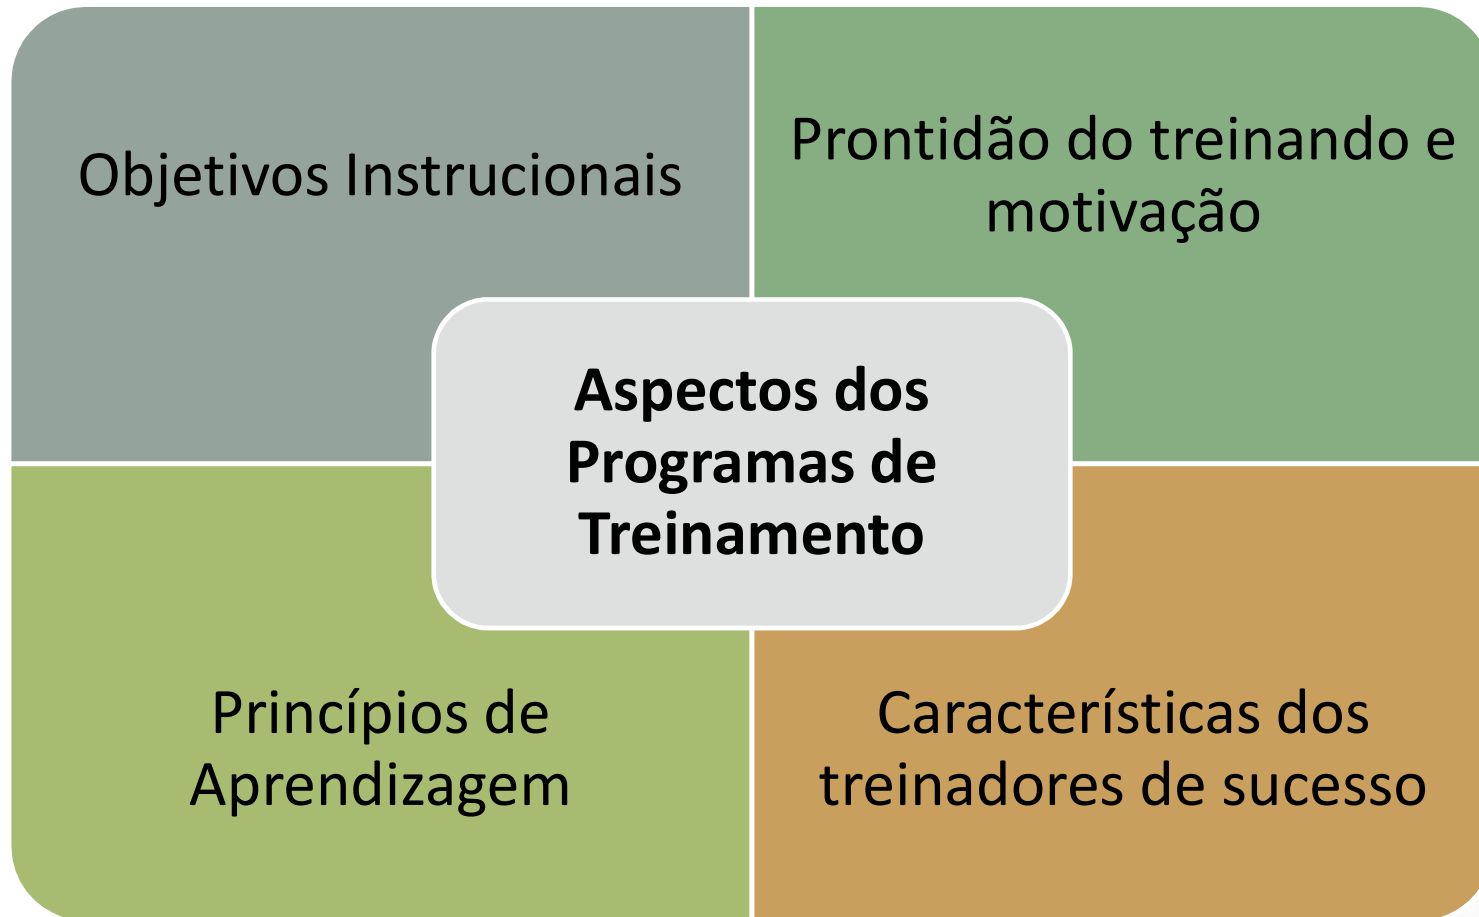 Objetivos Instrucionais
Prontidão do treinando e
motivação
Aspectos dos
Programas de
Treinamento
Princípios de
Aprendizagem
Características dos
treinadores de sucesso